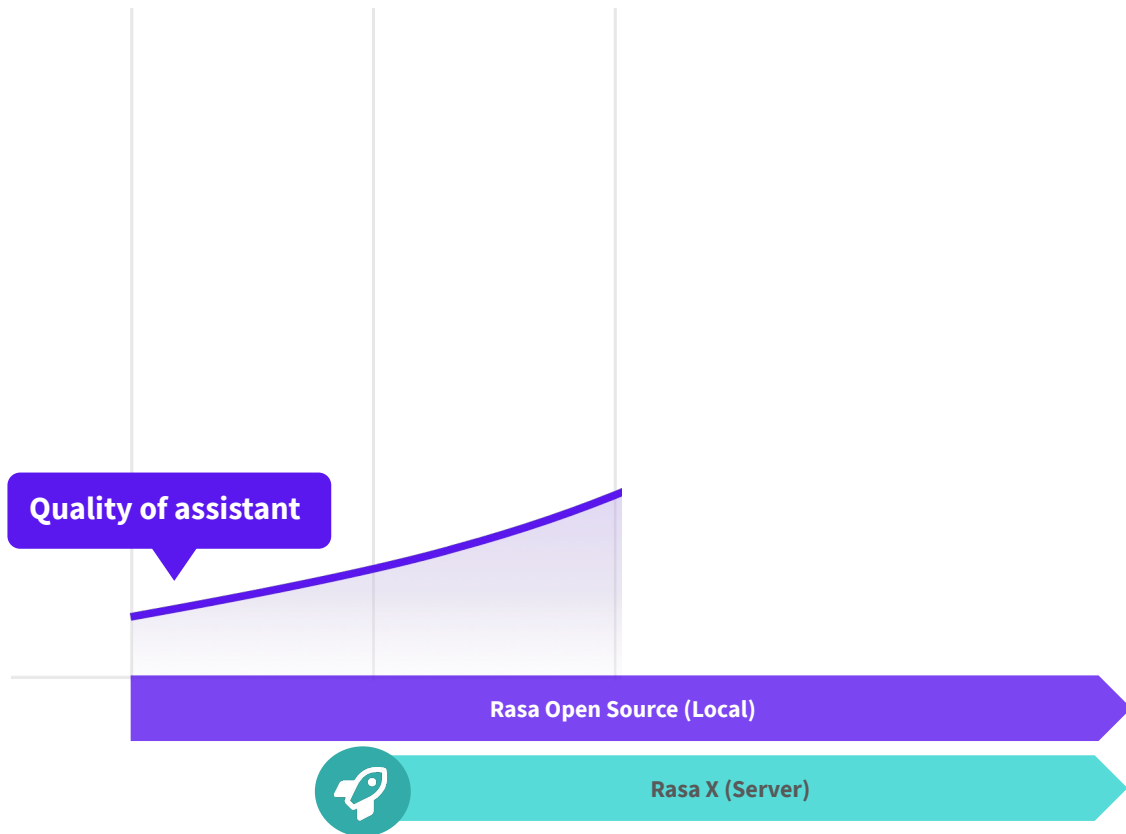 Quality of assistant
Rasa Open Source (Local)
Rasa X (Server)